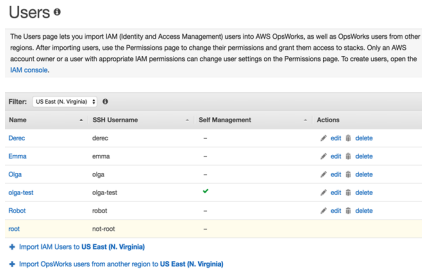 Users
The Users page lets you import IAM (Identity and Access Management) users into AWS OpsWorks, as well as OpsWorks users from other
regions. After importing users, use the Permissions page to change their permissions and grant them access to stacks. Only an AWS
account owner or a user with appropriate IAM permissions can change user settings on the Permissions page. To create users, open the
IAM console.
Filter: US East (N. Virginia)
Name SSH Username Self Management Actions
Derec derec – edit delete
Emma emma – edit delete
Olga olga – edit delete
olga-test olga-test edit delete
Robot robot – edit delete
root not-root –
Import IAM Users to US East (N. Virginia)
Import OpsWorks users from another region to US East (N. Virginia)